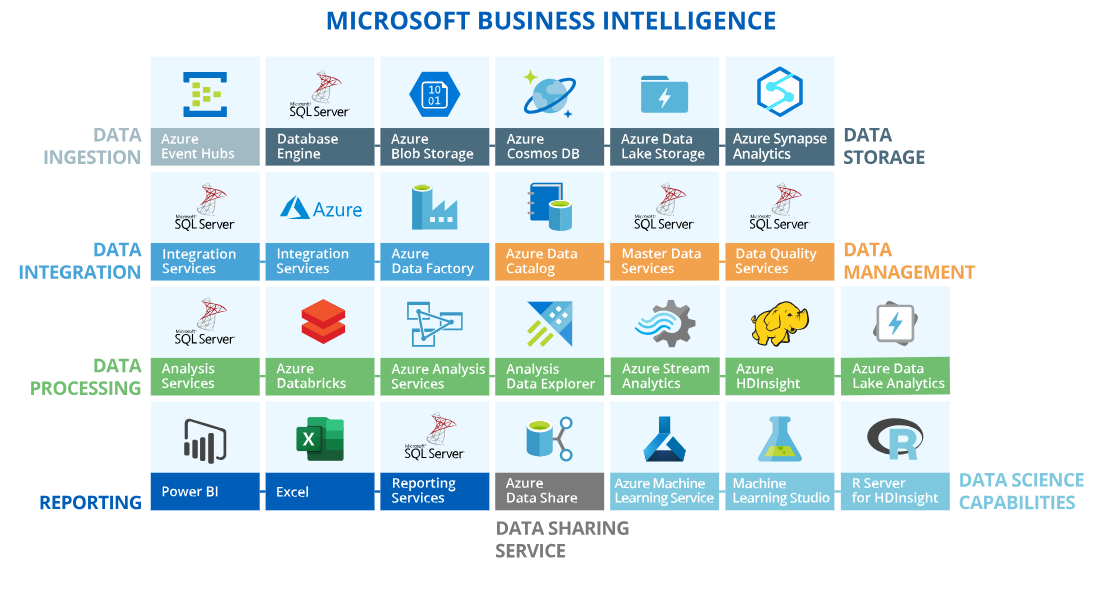 MICROSOFT BUSINESS INTELLIGENCE
DATA
INGESTION
Azure
Event Hubs
Microsoft
SQL Server
Database
Engine
10
01
Azure
Blob Storage
Azure
Cosmos DB
Azure Data
Lake Storage
Azure Synapse
Analytics
DATA
STORAGE
DATA
INTEGRATION
Microsoft
SQL Server
Integration
Services
Azure
Integration
Services
Azure
Data Factory
Azure Data
Catalog
Microsoft
SQL Server
Master Data
Services
Microsoft
SQL Server
Data Quality
Services
DATA
MANAGEMENT
DATA
PROCESSING
Microsoft
SQL Server
Analysis
Services
Azure
Databricks
Azure Analysis
Services
Analysis
Data Explorer
Azure Stream
Analytics
Azure
HDInsight
Azure Data
Lake Analytics
REPORTING
Power BI
X
Excel
Microsoft
SQL Server
Reporting
Services
Azure
Data Share
Azure Machine
Learning Service
Machine
Learning Studio
R
R Server
for HDInsight
DATA SCIENCE
CAPABILITIES
DATA SHARING
SERVICE